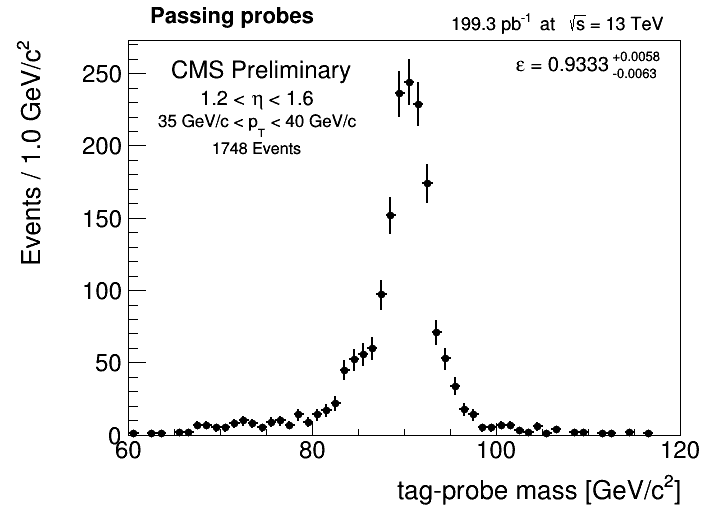 Passing probes
199.3 pb⁻¹ at √s = 13 TeV
CMS Preliminary
ε = 0.9333 +0.0058 -0.0063
1.2 < η < 1.6
35 GeV/c < p_T < 40 GeV/c
1748 Events
Events / 1.0 GeV/c²
250
200
150
100
50
0
60 80 100 120
tag-probe mass [GeV/c²]